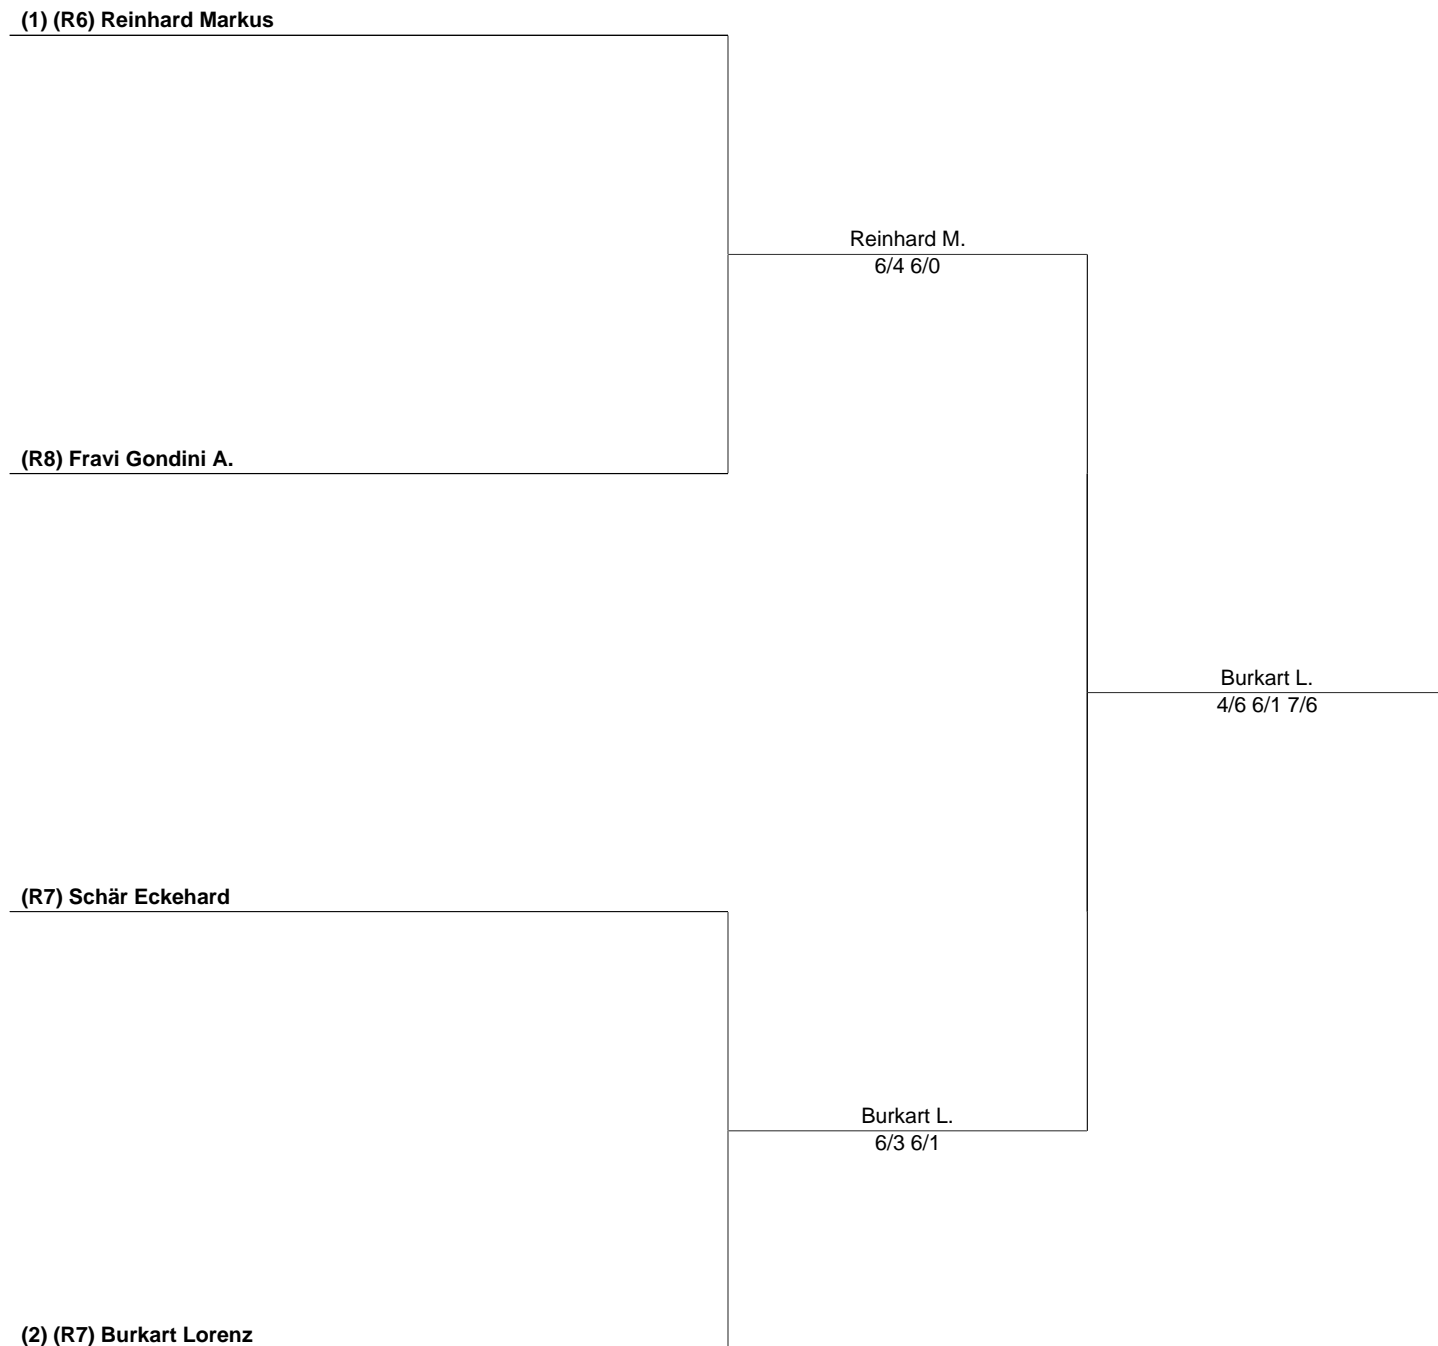 (1) (R6) Reinhard Markus
Reinhard M.
6/4 6/0
(R8) Fravi Gondini A.
Burkart L.
4/6 6/1 7/6
(R7) Schär Eckehard
Burkart L.
6/3 6/1
(2) (R7) Burkart Lorenz